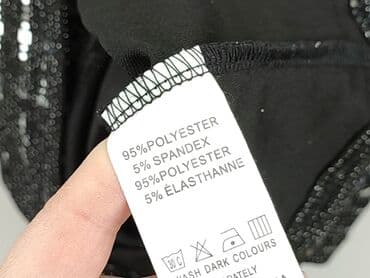 95%POLYESTER
5% SPANDEX
95%POLYESTER
5% ÉLASTHANNE
WASH DARK COLOURS